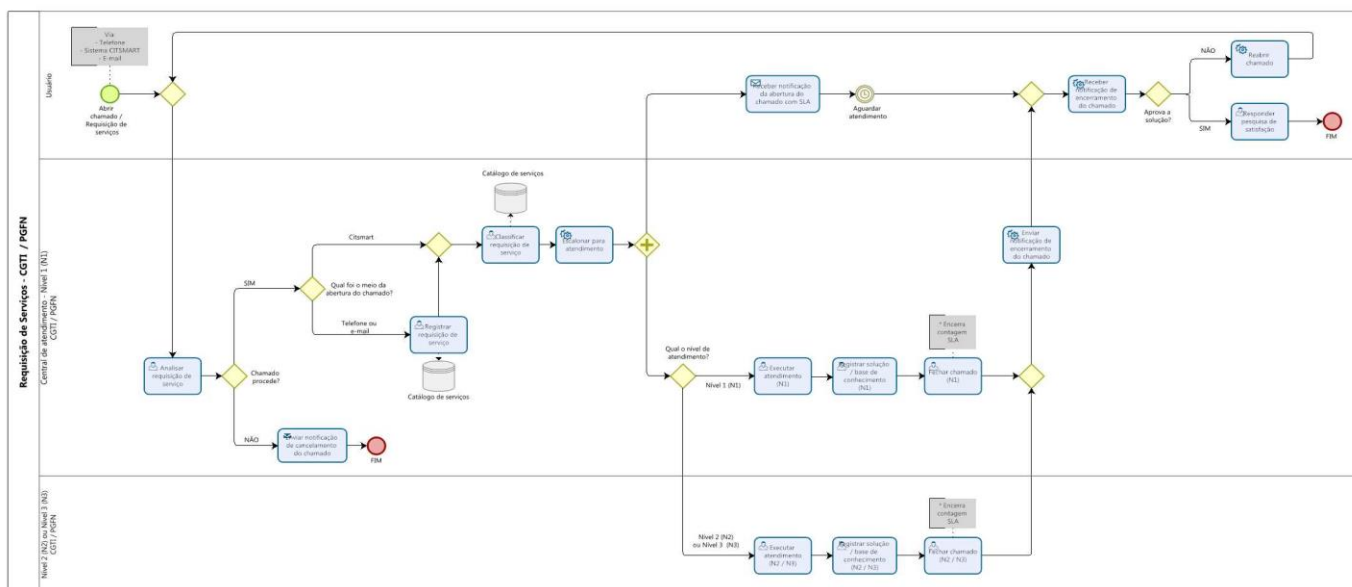 Requisição de Serviços - CGTI / PGFN
Usuário
Via
- Telefone
- Sistema CITSMART
- E-mail
Abrir
chamado /
Requisição de
serviços
Receber notificação
da abertura do
chamado com SLA
Aguardar
atendimento
Receber
notificação de
encerramento do
chamado
Aprova a
solução?
NÃO
Reabrir
chamado
SIM
Responder
pesquisa de
satisfação
FIM
Central de atendimento - Nível 1 (N1)
CGTI / PGFN
Analisar
requisição de
serviço
Chamado
procede?
SIM
Qual foi o meio da
abertura do chamado?
Citsmart
Telefone ou
e-mail
Registrar
requisição de
serviço
Catálogo de serviços
Catálogo de serviços
Classificar
requisição de
serviço
Escalonar para
atendimento
NÃO
Enviar notificação
de cancelamento
do chamado
FIM
Qual o nível de
atendimento?
Nível 1 (N1)
Executar
atendimento
(N1)
Registrar solução
/ base de
conhecimento
(N1)
* Encerra
contagem
SLA
Fechar chamado
(N1)
Enviar
notificação de
encerramento
do chamado
Nível 2 (N2) ou Nível 3 (N3)
CGTI / PGFN
Nível 2 (N2)
ou Nível 3 (N3)
Executar
atendimento
(N2 / N3)
Registrar solução
/ base de
conhecimento
(N2 / N3)
* Encerra
contagem
SLA
Fechar chamado
(N2 / N3)